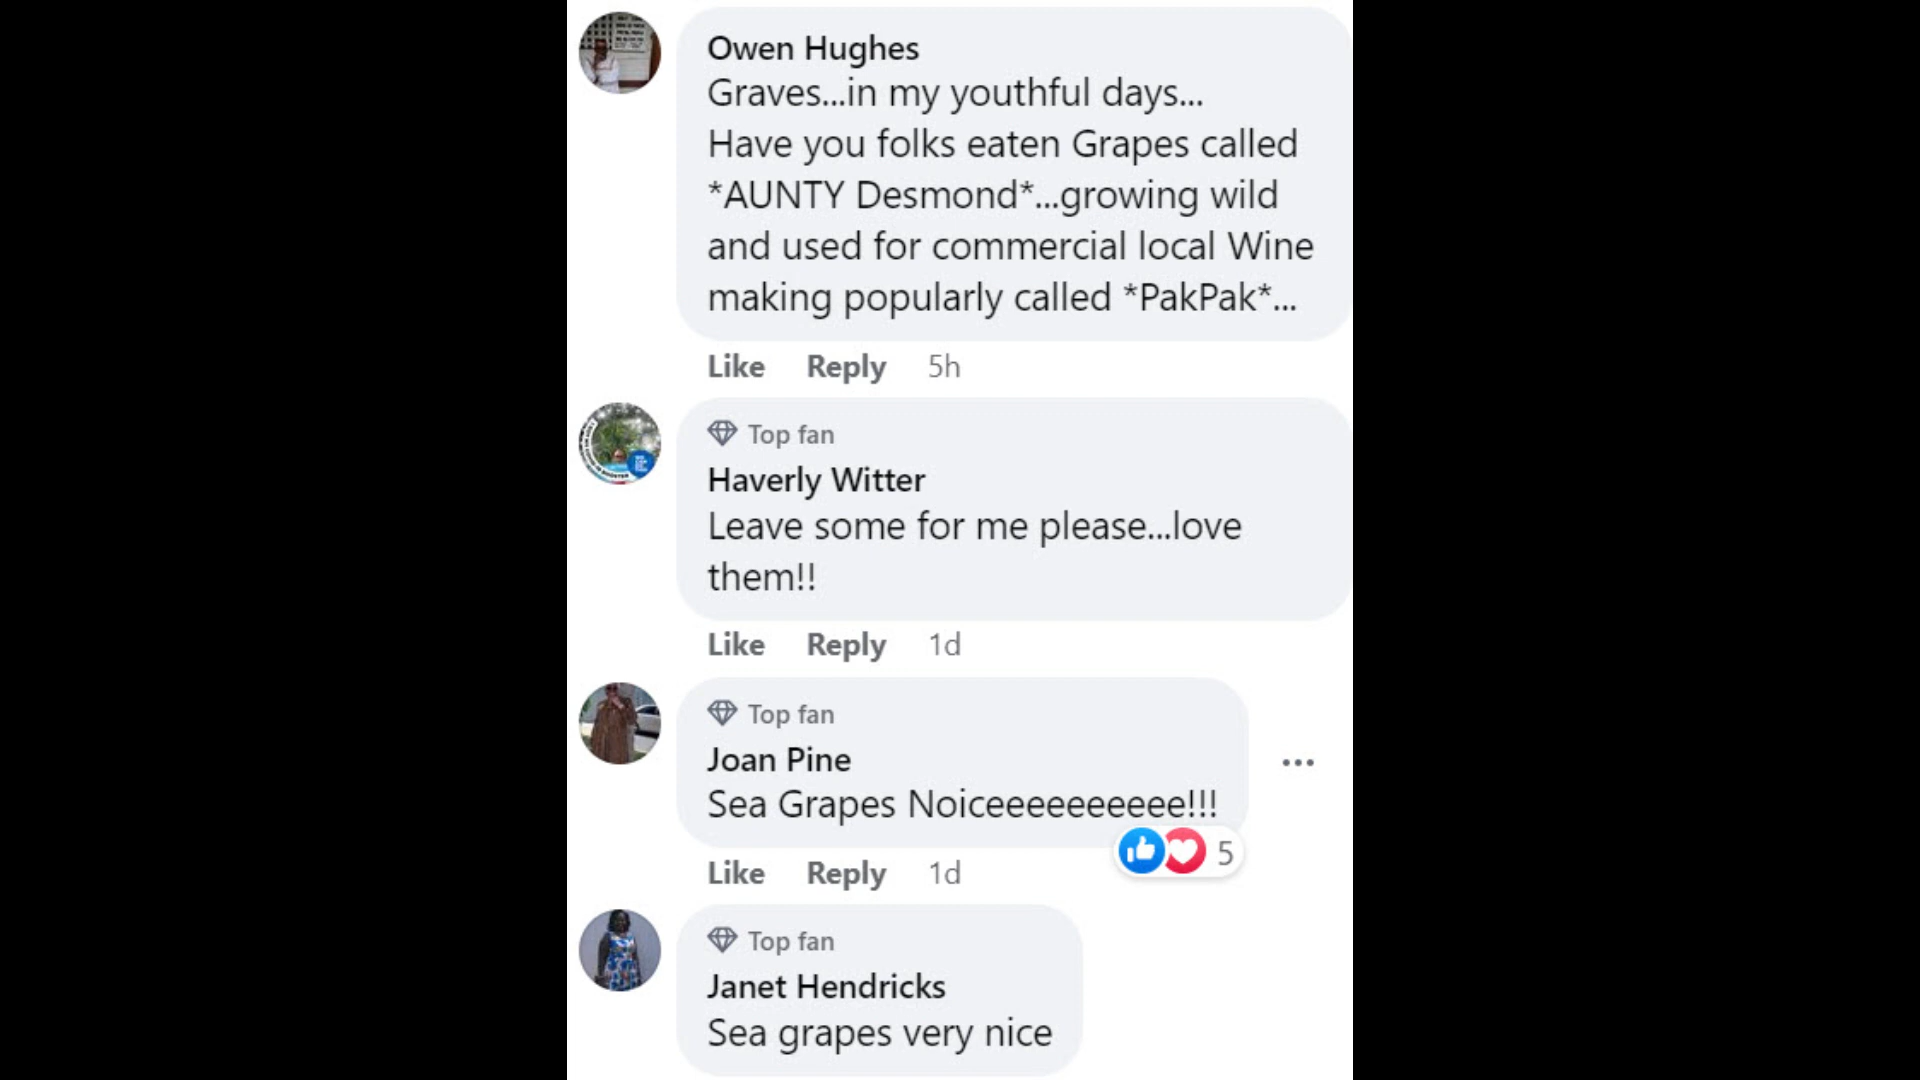 Owen Hughes
Graves...in my youthful days...
Have you folks eaten Grapes called
*AUNTY Desmond*...growing wild
and used for commercial local Wine
making popularly called *PakPak*...
Like Reply 5h
Top fan
Haverly Witter
Leave some for me please...love
them!!
Like Reply 1d
Top fan
Joan Pine
Sea Grapes Noiceeeeeeeeee!!!
5
Like Reply 1d
Top fan
Janet Hendricks
Sea grapes very nice